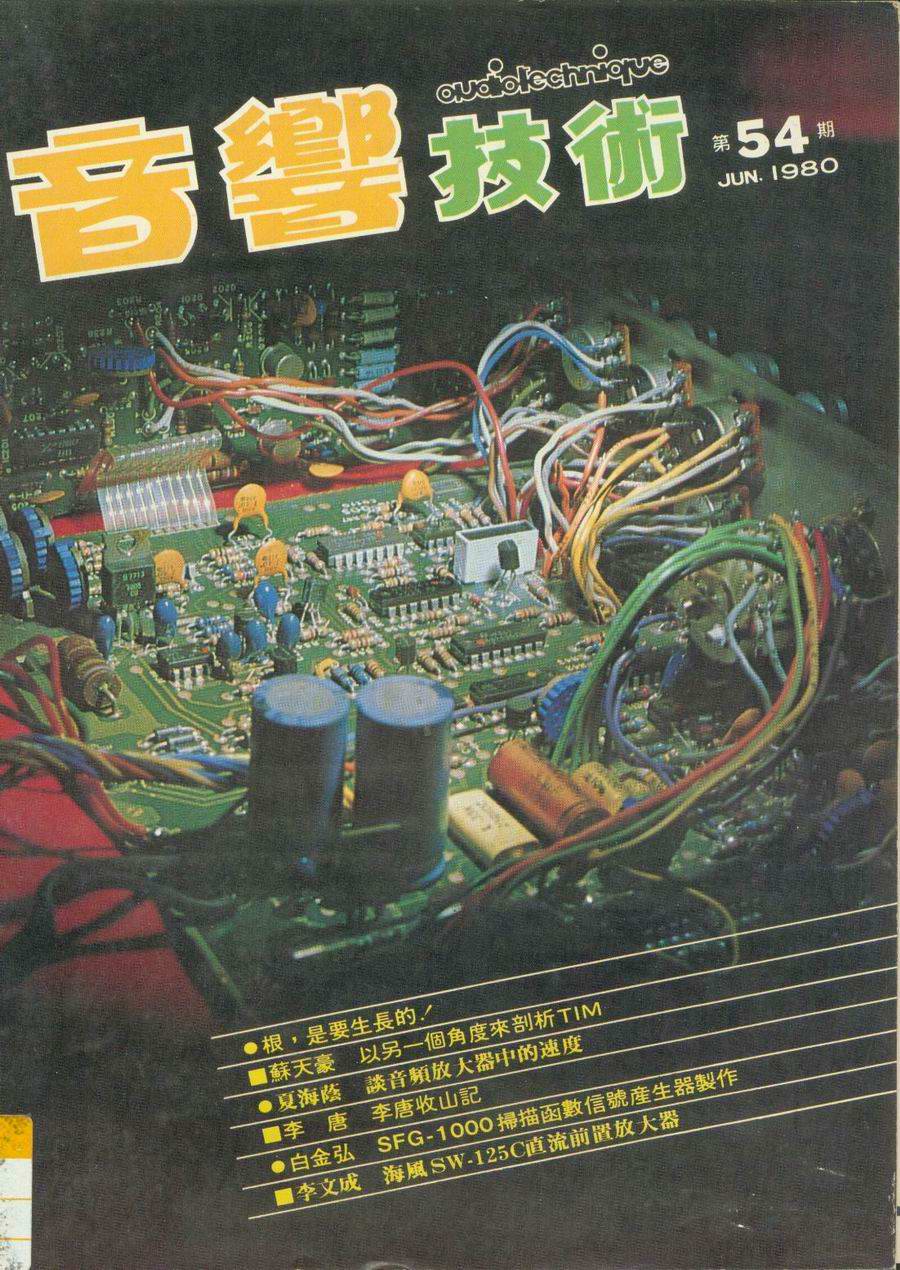 audiotechnique
音響技術
第54期
JUN. 1980
●根，是要生長的！
■蘇天豪 以另一個角度來剖析TIM
●夏海蔭 談音頻放大器中的速度
■李 唐 李唐收山記
●白金弘 SFG-1000掃描函數信號產生器製作
■李文成 海風SW-125C直流前置放大器